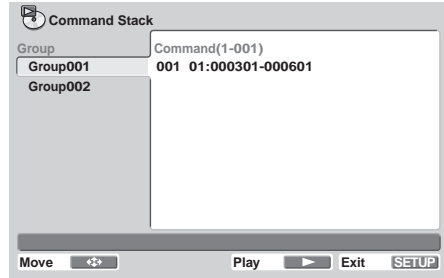 Command Stack
Group
Command(1-001)
Group001
001 01:000301-000601
Group002
Move
Play
Exit
SETUP